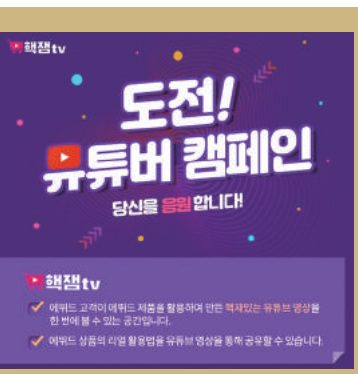 핵잼tv
도전!
유튜버 캠페인
당신을 응원 합니다!
핵잼tv
에뛰드 고객이 에뛰드 제품을 활용하여 만든 핵재있는 유튜브 영상을
한 번에 볼 수 있는 공간입니다.
에뛰드 상품의 리얼 활용법을 유튜브 영상을 통해 공유할 수 있습니다.